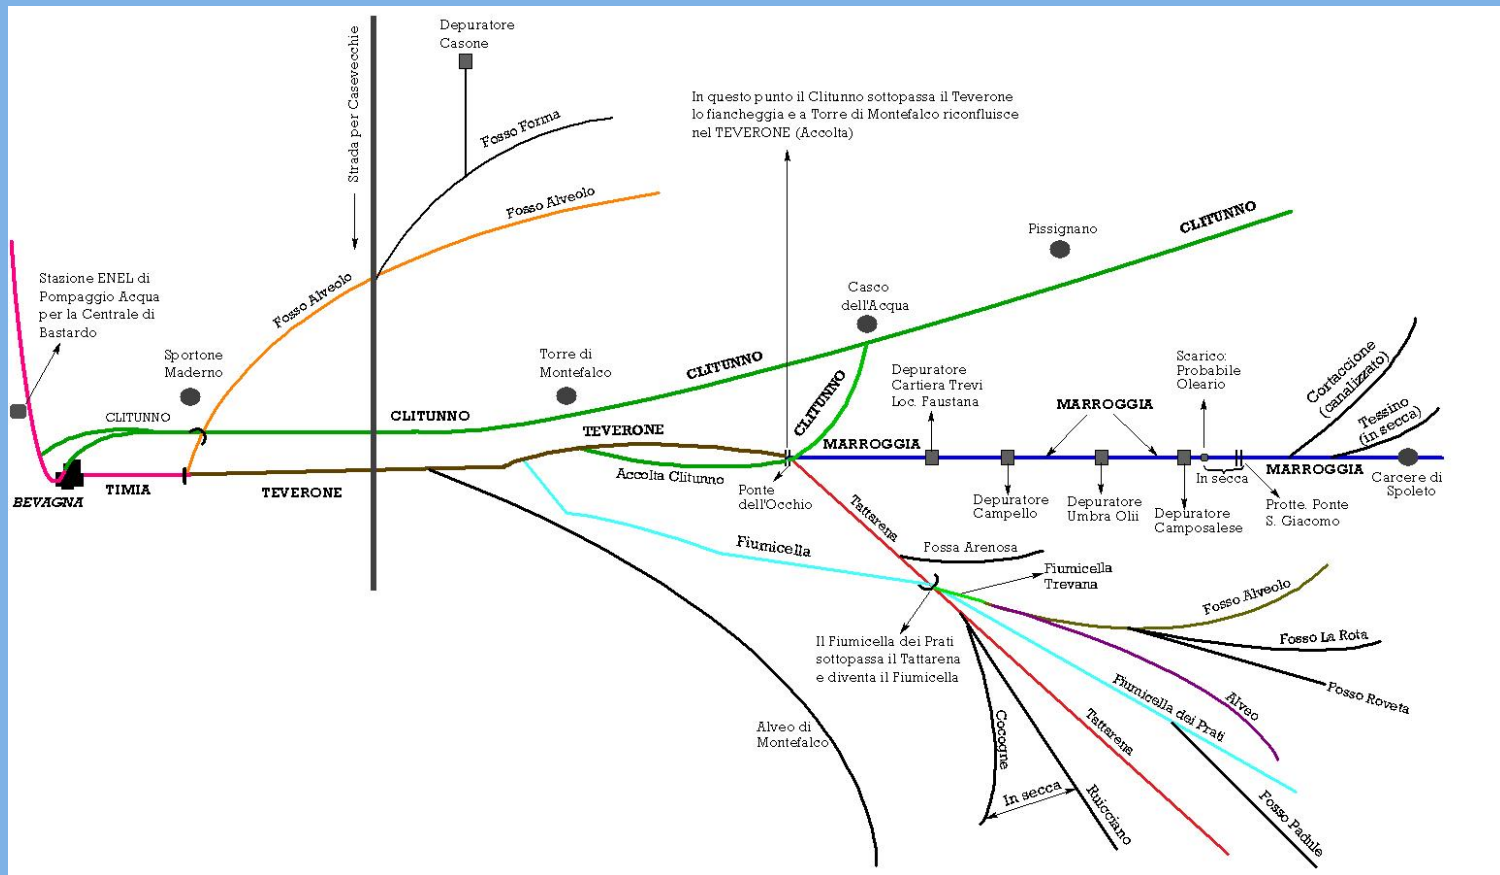 Depuratore
Casone
Strada per Casevecchie
Fosso Forma
In questo punto il Clitunno sottopassa il Teverone
lo fiancheggia e a Torre di Montefalco riconfluisce
nel TEVERONE (Accolta)
Fosso Alveolo
CLITUNNO
Pissignano
Stazione ENEL di
Pompaggio Acqua
per la Centrale di
Bastardo
Fosso Alveolo
Casco
dell'Acqua
Sportone
Maderno
Torre di
Montefalco
CLITUNNO
CLITUNNO
Depuratore
Cartiera Trevi
Loc. Faustana
Scarico:
Probabile
Oleario
Cortaccione
(canalizzato)
Tessino
(in secca)
CLITUNNO
CLITUNNO
TEVERONE
MARROGGIA
MARROGGIA
MARROGGIA
In secca
Carcere di
Spoleto
BEVAGNA
TIMIA
TEVERONE
Accolta Clitunno
Ponte
dell'Occhio
Depuratore
Campello
Depuratore
Umbra Olii
Depuratore
Camposalese
Protte. Ponte
S. Giacomo
Tattarena
Fiumicella
Fossa Arenosa
Fiumicella
Trevana
Fosso Alveolo
Fosso La Rota
Fosso Roveta
Il Fiumicella dei Prati
sottopassa il Tattarena
e diventa il Fiumicella
Fiumicella dei Prati
Alveo
Alveo di
Montefalco
Cocogne
Tattarena
In secca
Ruicciano
Fosso Padule